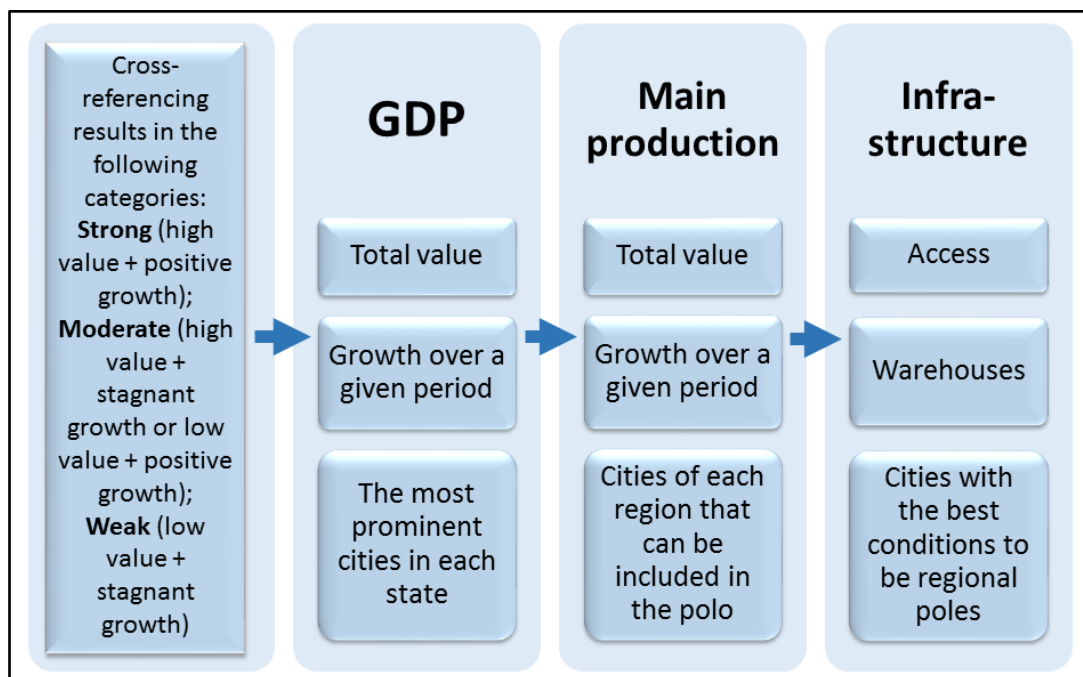 Cross-
referencing
results in the
following
categories:
Strong (high
value + positive
growth);
Moderate (high
value +
stagnant
growth or low
value + positive
growth);
Weak (low
value +
stagnant
growth)
GDP
Total value
Growth over a
given period
The most
prominent
cities in each
state
Main
production
Total value
Growth over a
given period
Cities of each
region that
can be
included in
the polo
Infra-
structure
Access
Warehouses
Cities with
the best
conditions to
be regional
poles